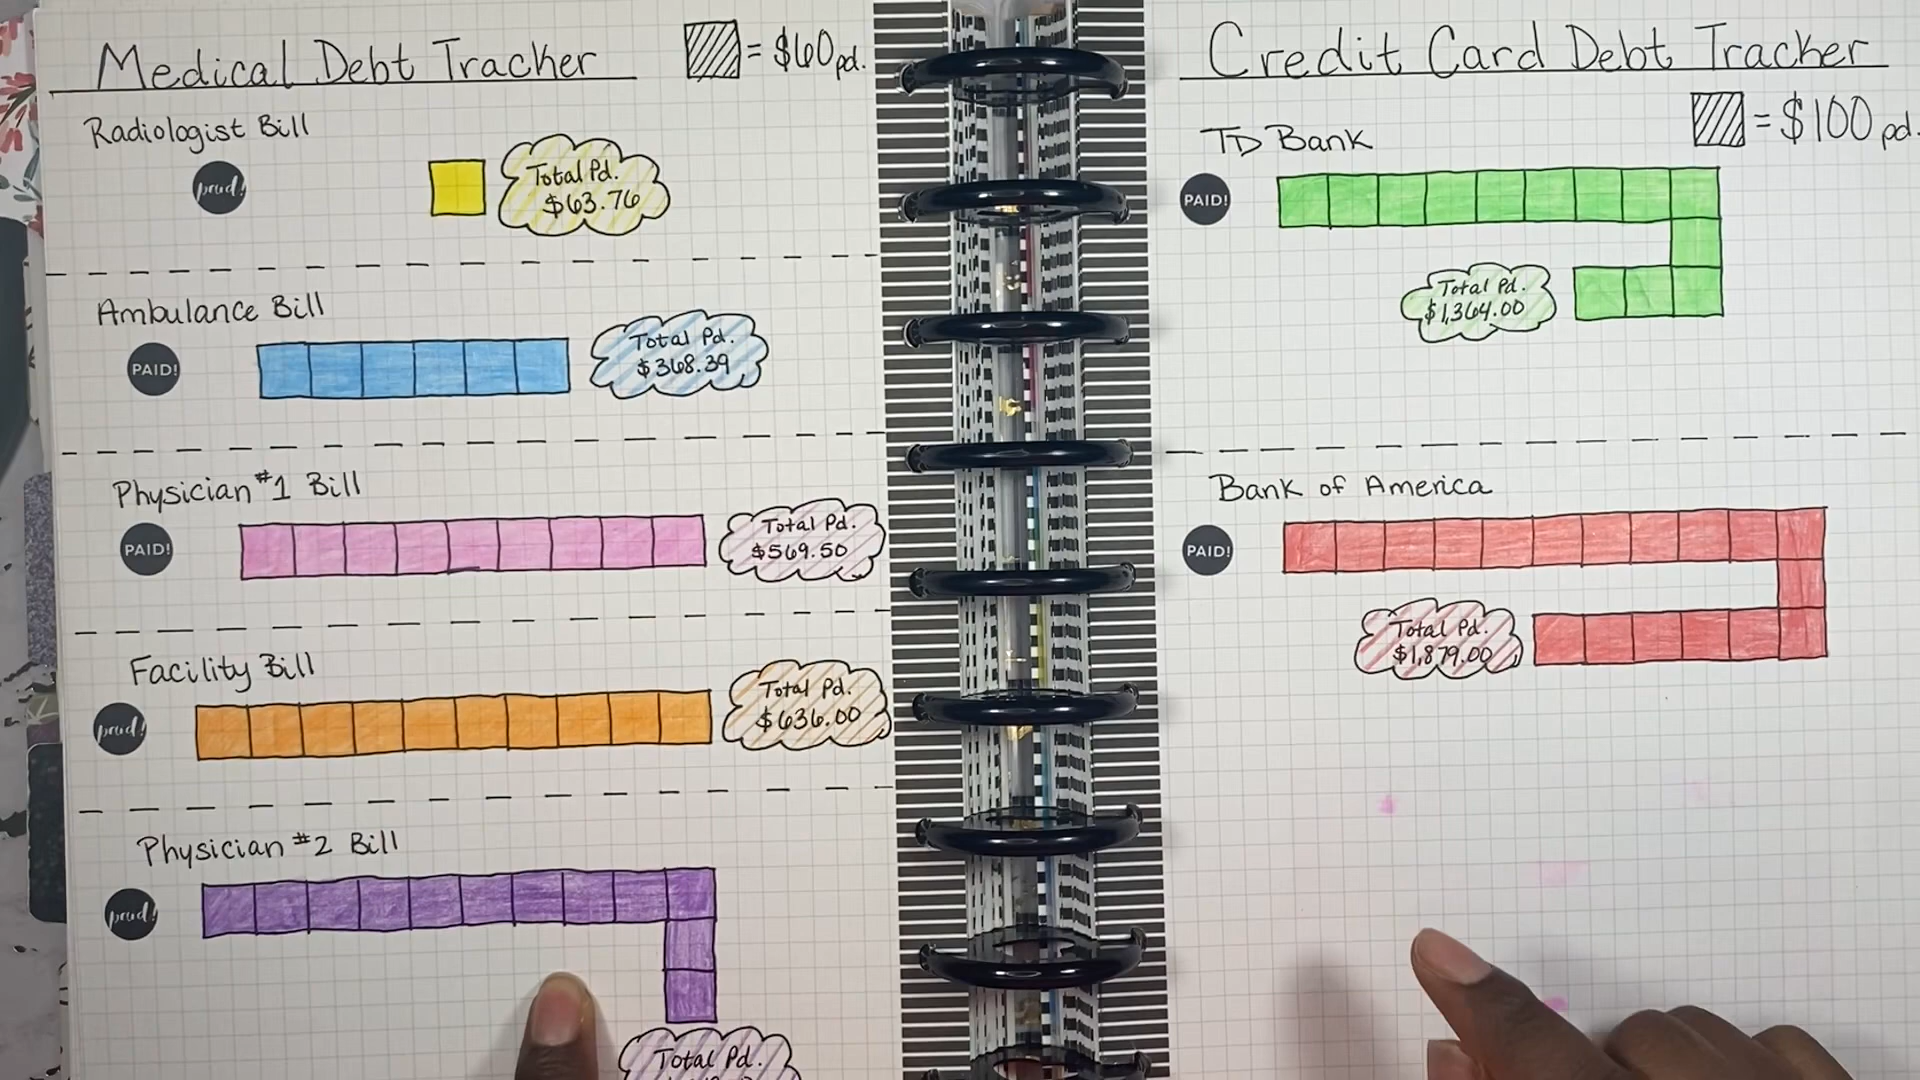 Medical Debt Tracker
= $60 pd.
Radiologist Bill
proud!
Total Pd.
$63.76
Ambulance Bill
PAID!
Total Pd.
$368.39
Physician #1 Bill
PAID!
Total Pd.
$569.50
Facility Bill
proud!
Total Pd.
$636.00
Physician #2 Bill
proud!
Total Pd.
Credit Card Debt Tracker
= $100 pd.
TD Bank
PAID!
Total Pd.
$1,364.00
Bank of America
PAID!
Total Pd.
$1,879.00